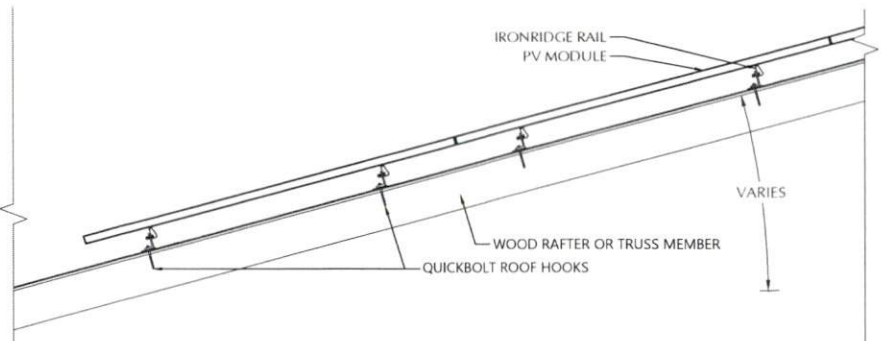 IRONRIDGE RAIL
PV MODULE
VARIES
WOOD RAFTER OR TRUSS MEMBER
QUICKBOLT ROOF HOOKS